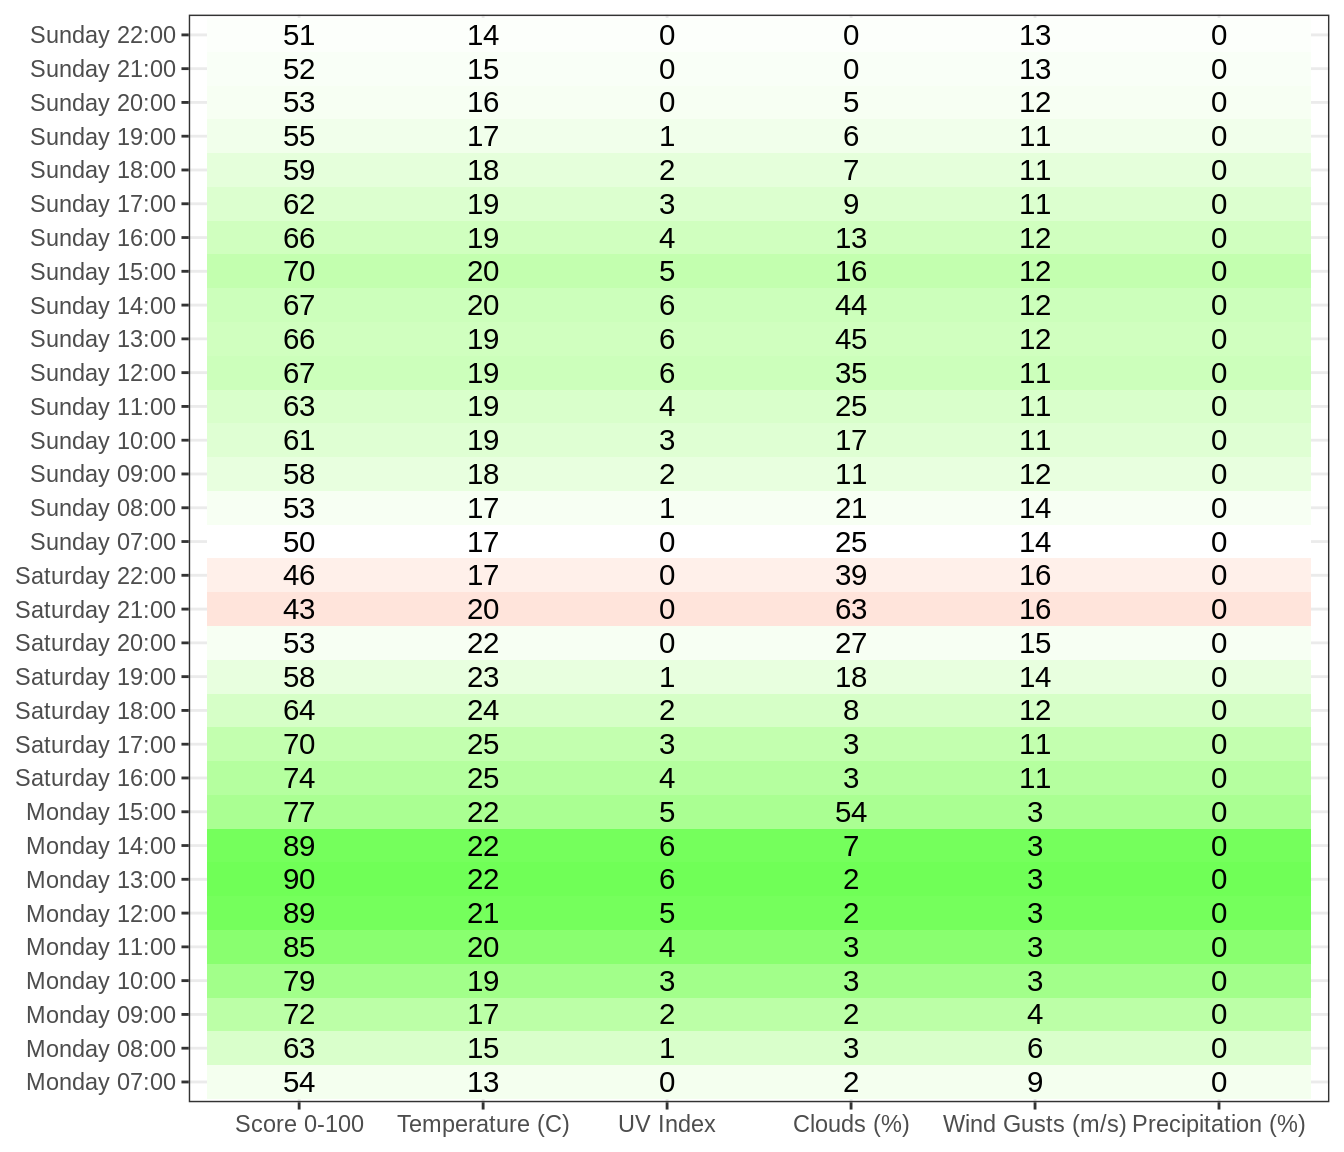 Sunday 22:00 51 14 0 0 13 0
Sunday 21:00 52 15 0 0 13 0
Sunday 20:00 53 16 0 5 12 0
Sunday 19:00 55 17 1 6 11 0
Sunday 18:00 59 18 2 7 11 0
Sunday 17:00 62 19 3 9 11 0
Sunday 16:00 66 19 4 13 12 0
Sunday 15:00 70 20 5 16 12 0
Sunday 14:00 67 20 6 44 12 0
Sunday 13:00 66 19 6 45 12 0
Sunday 12:00 67 19 6 35 11 0
Sunday 11:00 63 19 4 25 11 0
Sunday 10:00 61 19 3 17 11 0
Sunday 09:00 58 18 2 11 12 0
Sunday 08:00 53 17 1 21 14 0
Sunday 07:00 50 17 0 25 14 0
Saturday 22:00 46 17 0 39 16 0
Saturday 21:00 43 20 0 63 16 0
Saturday 20:00 53 22 0 27 15 0
Saturday 19:00 58 23 1 18 14 0
Saturday 18:00 64 24 2 8 12 0
Saturday 17:00 70 25 3 3 11 0
Saturday 16:00 74 25 4 3 11 0
Monday 15:00 77 22 5 54 3 0
Monday 14:00 89 22 6 7 3 0
Monday 13:00 90 22 6 2 3 0
Monday 12:00 89 21 5 2 3 0
Monday 11:00 85 20 4 3 3 0
Monday 10:00 79 19 3 3 3 0
Monday 09:00 72 17 2 2 4 0
Monday 08:00 63 15 1 3 6 0
Monday 07:00 54 13 0 2 9 0
Score 0-100 Temperature (C) UV Index Clouds (%) Wind Gusts (m/s) Precipitation (%)